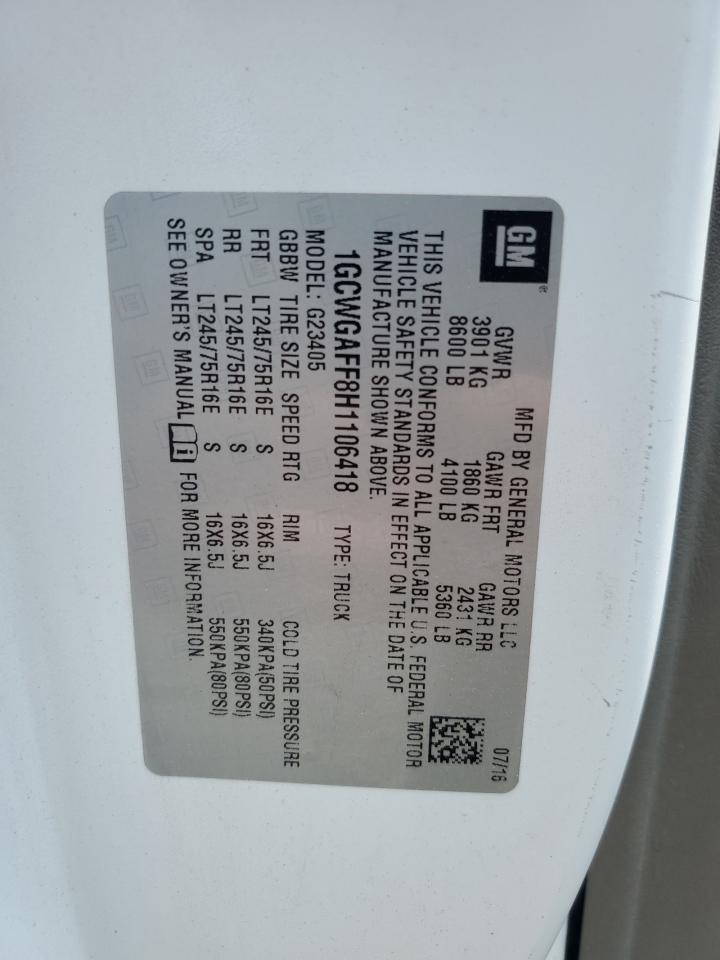 GM
MFD BY GENERAL MOTORS LLC 07/16
GVWR GAWR FRT GAWR RR
3901 KG 1860 KG 2431 KG
8600 LB 4100 LB 5360 LB
THIS VEHICLE CONFORMS TO ALL APPLICABLE U.S. FEDERAL MOTOR
VEHICLE SAFETY STANDARDS IN EFFECT ON THE DATE OF
MANUFACTURE SHOWN ABOVE.
1GCWGAFF8H1106418 TYPE: TRUCK
MODEL: G23405
GBBW TIRE SIZE SPEED RTG RIM COLD TIRE PRESSURE
FRT LT245/75R16E S 16X6.5J 340KPA(50PSI)
RR LT245/75R16E S 16X6.5J 550KPA(80PSI)
SPA LT245/75R16E S 16X6.5J 550KPA(80PSI)
SEE OWNER'S MANUAL i FOR MORE INFORMATION.